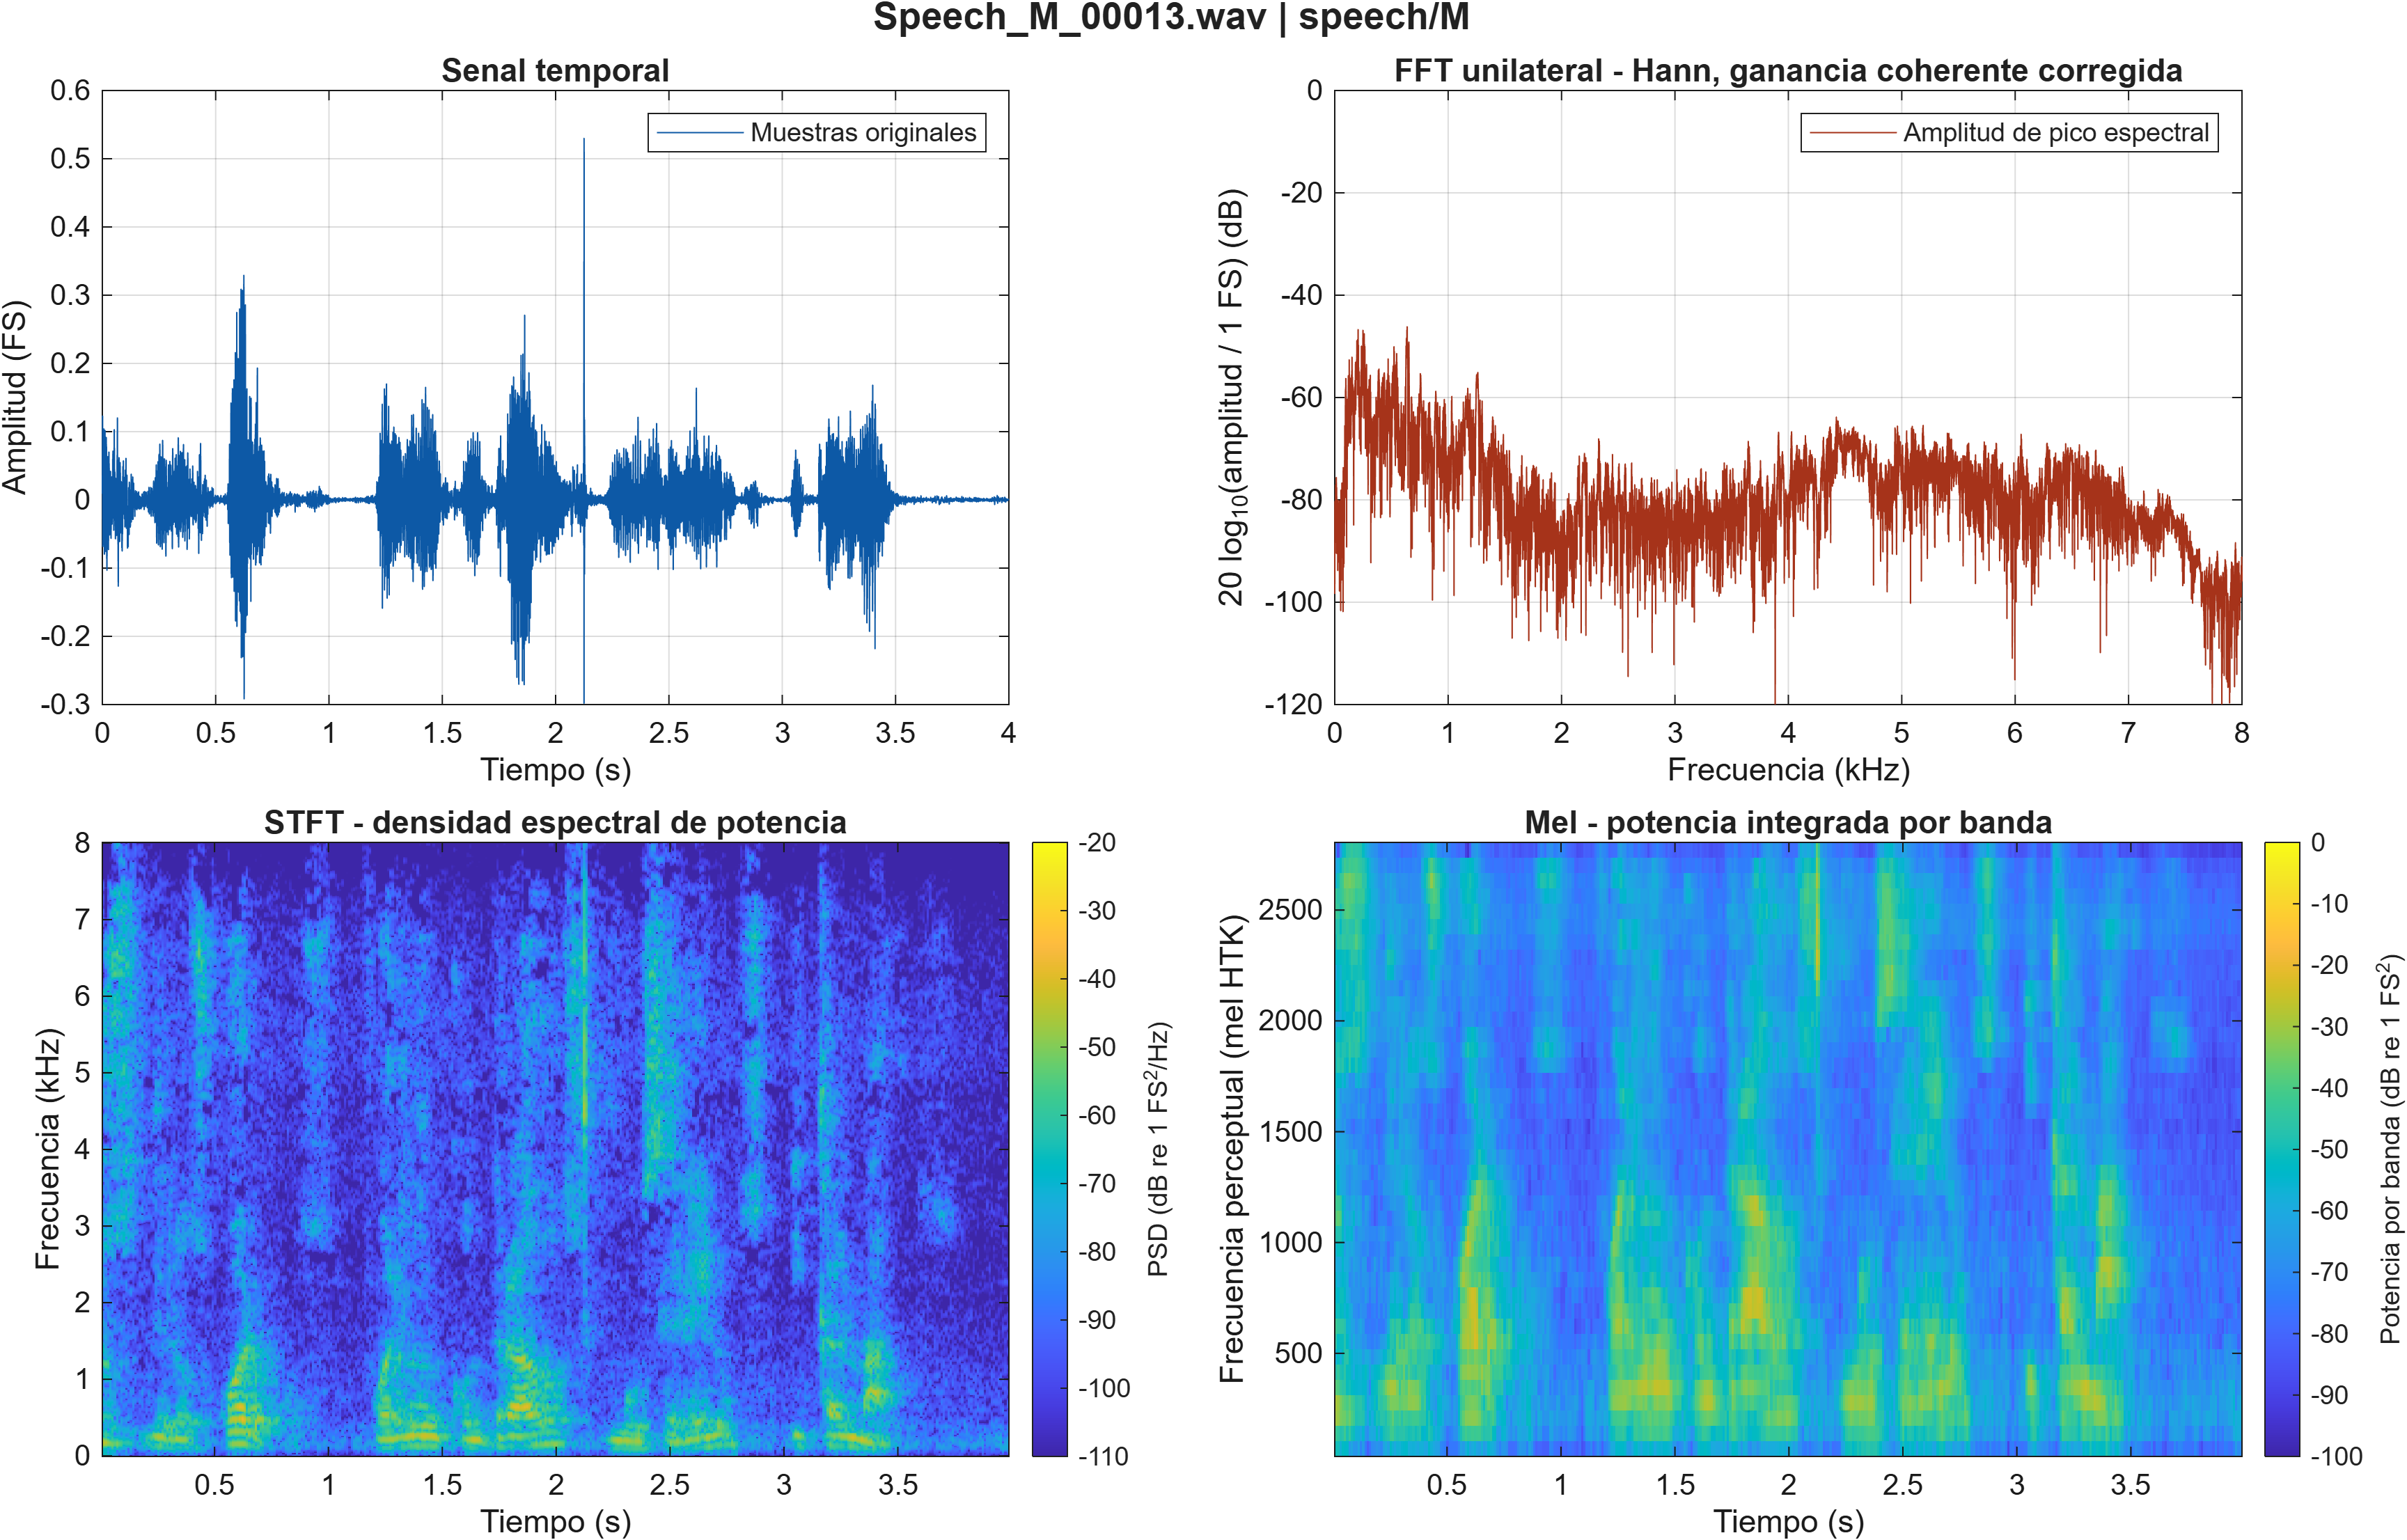 Speech_M_00013.wav | speech/M
Senal temporal
Muestras originales
Amplitud (FS)
0.6
0.5
0.4
0.3
0.2
0.1
0
-0.1
-0.2
-0.3
0 0.5 1 1.5 2 2.5 3 3.5 4
Tiempo (s)
FFT unilateral - Hann, ganancia coherente corregida
Amplitud de pico espectral
20 log10(amplitud / 1 FS) (dB)
0
-20
-40
-60
-80
-100
-120
0 1 2 3 4 5 6 7 8
Frecuencia (kHz)
STFT - densidad espectral de potencia
Frecuencia (kHz)
8
7
6
5
4
3
2
1
0
0.5 1 1.5 2 2.5 3 3.5
Tiempo (s)
-20
-30
-40
-50
-60
-70
-80
-90
-100
-110
PSD (dB re 1 FS²/Hz)
Mel - potencia integrada por banda
Frecuencia perceptual (mel HTK)
2500
2000
1500
1000
500
0.5 1 1.5 2 2.5 3 3.5
Tiempo (s)
0
-10
-20
-30
-40
-50
-60
-70
-80
-90
-100
Potencia por banda (dB re 1 FS²)